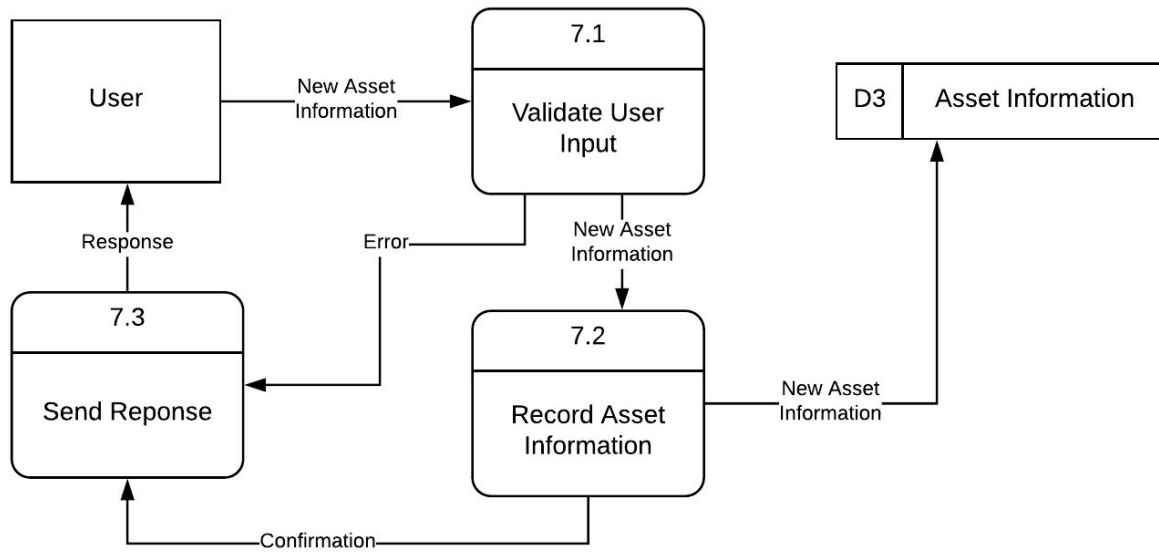 7.1
User
New Asset
Information
Validate User
Input
D3
Asset Information
Response
Error
New Asset
Information
7.3
Send Reponse
7.2
Record Asset
Information
New Asset
Information
Confirmation